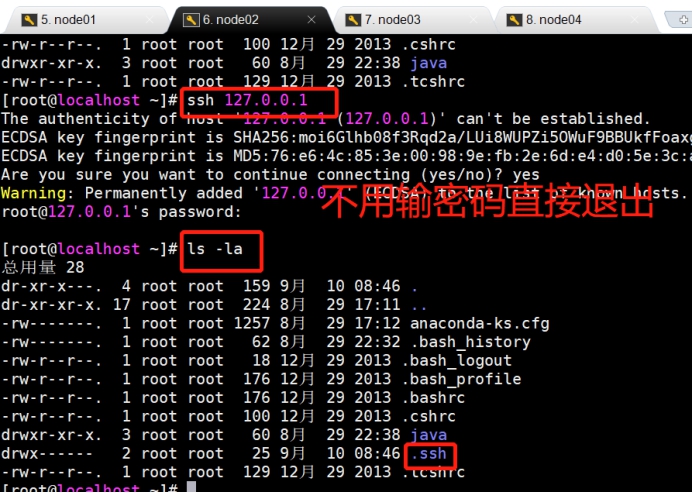 5. node01
6. node02
7. node03
8. node04
-rw-r--r--. 1 root root 100 12月 29 2013 .cshrc
drwxr-xr-x. 3 root root 60 8月 29 22:38 java
-rw-r--r--. 1 root root 129 12月 29 2013 .tcshrc
[root@localhost ~]# ssh 127.0.0.1
The authenticity of host '127.0.0.1 (127.0.0.1)' can't be established.
ECDSA key fingerprint is SHA256:moi6Glhb08f3Rqd2a/LUi8WUPZi5OWuF9BBUkfFoaxg
ECDSA key fingerprint is MD5:76:e6:4c:85:3e:00:98:9e:fb:2e:6d:e4:d0:5e:3c:a
Are you sure you want to continue connecting (yes/no)? yes
Warning: Permanently added '127.0.0. (ECDSA) to the list of known hosts.
不用输密码直接退出
root@127.0.0.1's password:
[root@localhost ~]# ls -la
总用量 28
dr-xr-x---. 4 root root 159 9月 10 08:46 .
dr-xr-xr-x. 17 root root 224 8月 29 17:11 ..
-rw-------. 1 root root 1257 8月 29 17:12 anaconda-ks.cfg
-rw-------. 1 root root 62 8月 29 22:32 .bash_history
-rw-r--r--. 1 root root 18 12月 29 2013 .bash_logout
-rw-r--r--. 1 root root 176 12月 29 2013 .bash_profile
-rw-r--r--. 1 root root 176 12月 29 2013 .bashrc
-rw-r--r--. 1 root root 100 12月 29 2013 .cshrc
drwxr-xr-x. 3 root root 60 8月 29 22:38 java
drwx------ 2 root root 25 9月 10 08:46 .ssh
-rw-r--r--. 1 root root 129 12月 29 2013 .tcshrc
[root@localhost ~]#